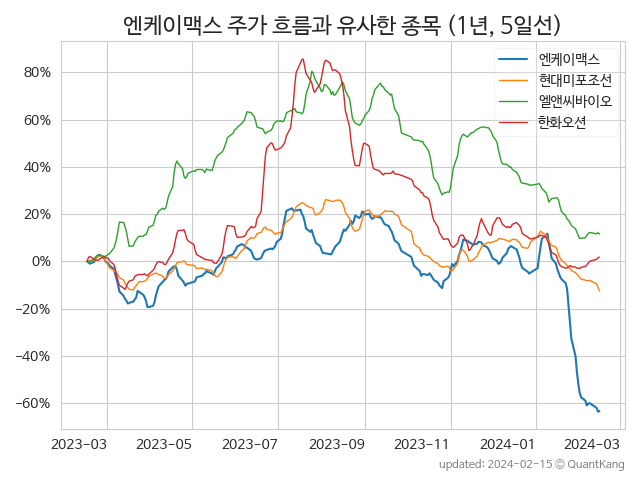 엔케이맥스 주가 흐름과 유사한 종목 (1년, 5일선)
엔케이맥스
현대미포조선
엘앤씨바이오
한화오션
80%
60%
40%
20%
0%
−20%
−40%
−60%
2023-03 2023-05 2023-07 2023-09 2023-11 2024-01 2024-03
updated: 2024-02-15 © QuantKang